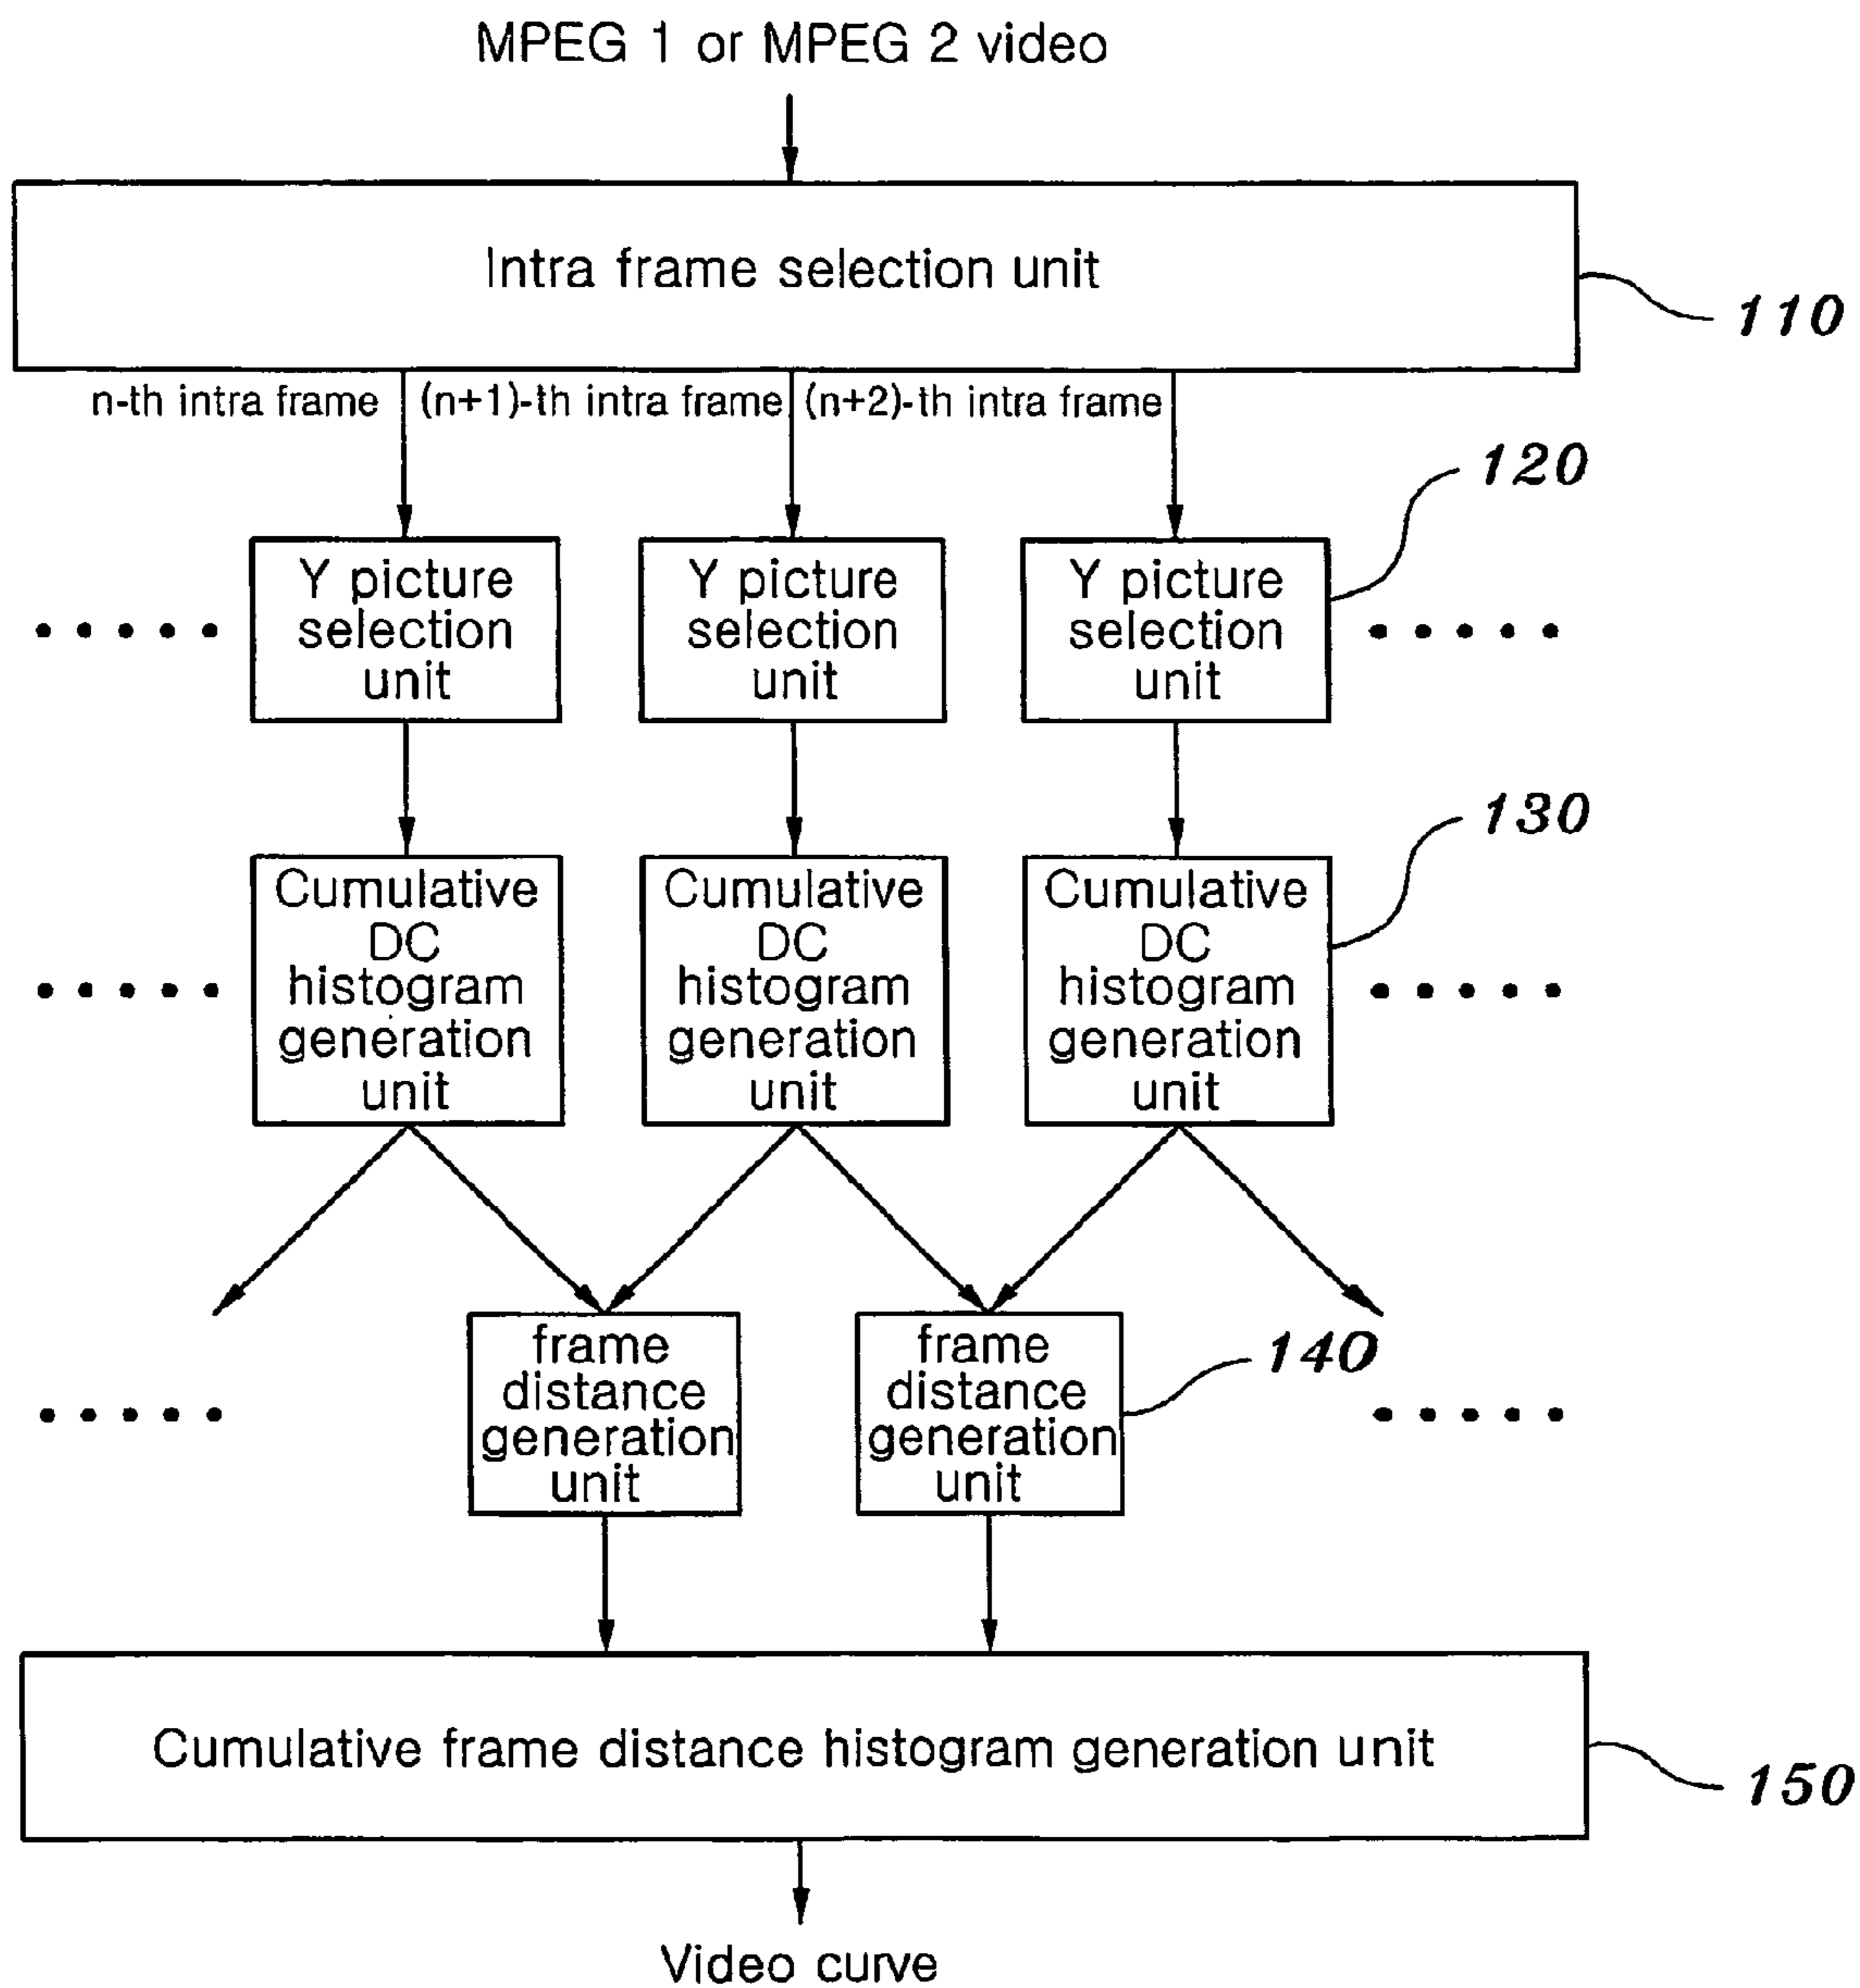 MPEG 1 or MPEG 2 video
Intra frame selection unit
110
n-th intra frame
(n+1)-th intra frame
(n+2)-th intra frame
120
Y picture
selection
unit
Y picture
selection
unit
Y picture
selection
unit
130
Cumulative
DC
histogram
generation
unit
Cumulative
DC
histogram
generation
unit
Cumulative
DC
histogram
generation
unit
frame
distance
generation
unit
frame
distance
generation
unit
140
Cumulative frame distance histogram generation unit
150
Video curve